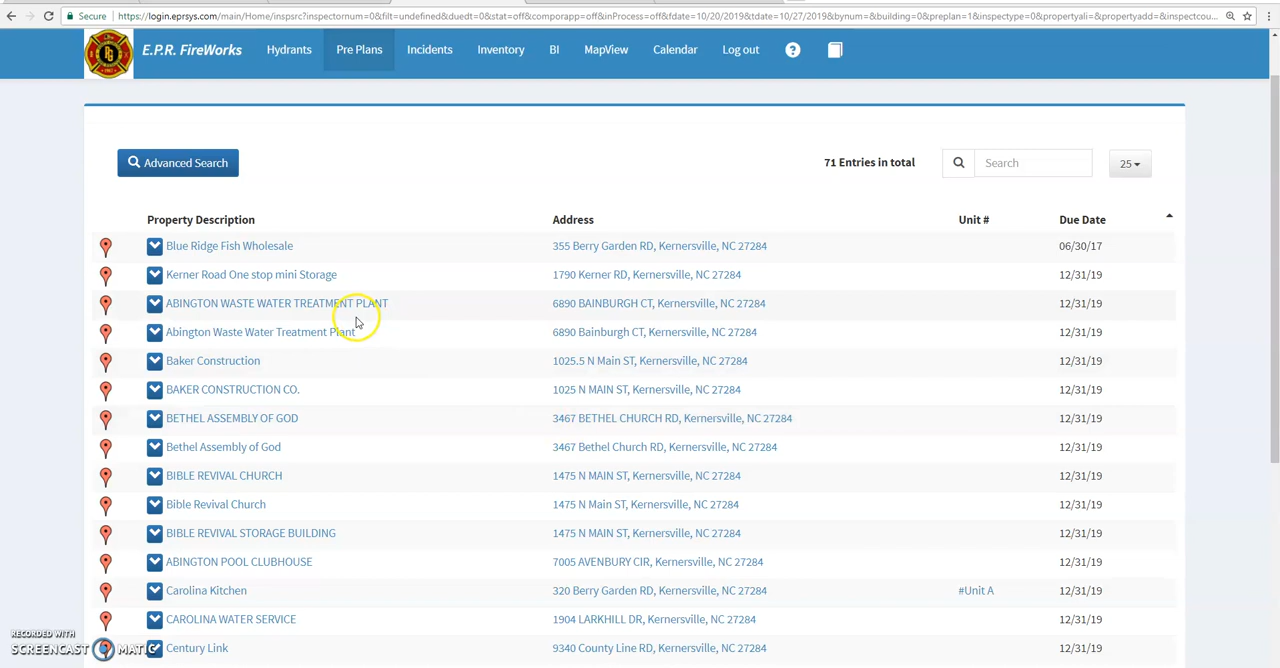 Secure https://login.eprsys.com/main/Home/inspsrc?inspectornum=0&filt=undefined&duedt=0&stat=off&comporapp=off&inProcess=off&fdate=10/20/2019&tdate=10/27/2019&bynum=&building=0&preplan=1&inspectype=0&propertyali=&propertyadd=&inspectcou...
E.P.R. FireWorks Hydrants Pre Plans Incidents Inventory BI MapView Calendar Log out ?
Advanced Search 71 Entries in total Search 25
Property Description Address Unit # Due Date
Blue Ridge Fish Wholesale 355 Berry Garden RD, Kernersville, NC 27284 06/30/17
Kerner Road One stop mini Storage 1790 Kerner RD, Kernersville, NC 27284 12/31/19
ABINGTON WASTE WATER TREATMENT PLANT 6890 BAINBURGH CT, Kernersville, NC 27284 12/31/19
Abington Waste Water Treatment Plant 6890 Bainburgh CT, Kernersville, NC 27284 12/31/19
Baker Construction 1025.5 N Main ST, Kernersville, NC 27284 12/31/19
BAKER CONSTRUCTION CO. 1025 N MAIN ST, Kernersville, NC 27284 12/31/19
BETHEL ASSEMBLY OF GOD 3467 BETHEL CHURCH RD, Kernersville, NC 27284 12/31/19
Bethel Assembly of God 3467 Bethel Church RD, Kernersville, NC 27284 12/31/19
BIBLE REVIVAL CHURCH 1475 N MAIN ST, Kernersville, NC 27284 12/31/19
Bible Revival Church 1475 N Main ST, Kernersville, NC 27284 12/31/19
BIBLE REVIVAL STORAGE BUILDING 1475 N MAIN ST, Kernersville, NC 27284 12/31/19
ABINGTON POOL CLUBHOUSE 7005 AVENBURY CIR, Kernersville, NC 27284 12/31/19
Carolina Kitchen 320 Berry Garden RD, Kernersville, NC 27284 #Unit A 12/31/19
CAROLINA WATER SERVICE 1904 LARKHILL DR, Kernersville, NC 27284 12/31/19
Century Link 9340 County Line RD, Kernersville, NC 27284 12/31/19
RECORDED WITH
SCREENCAST MATIC